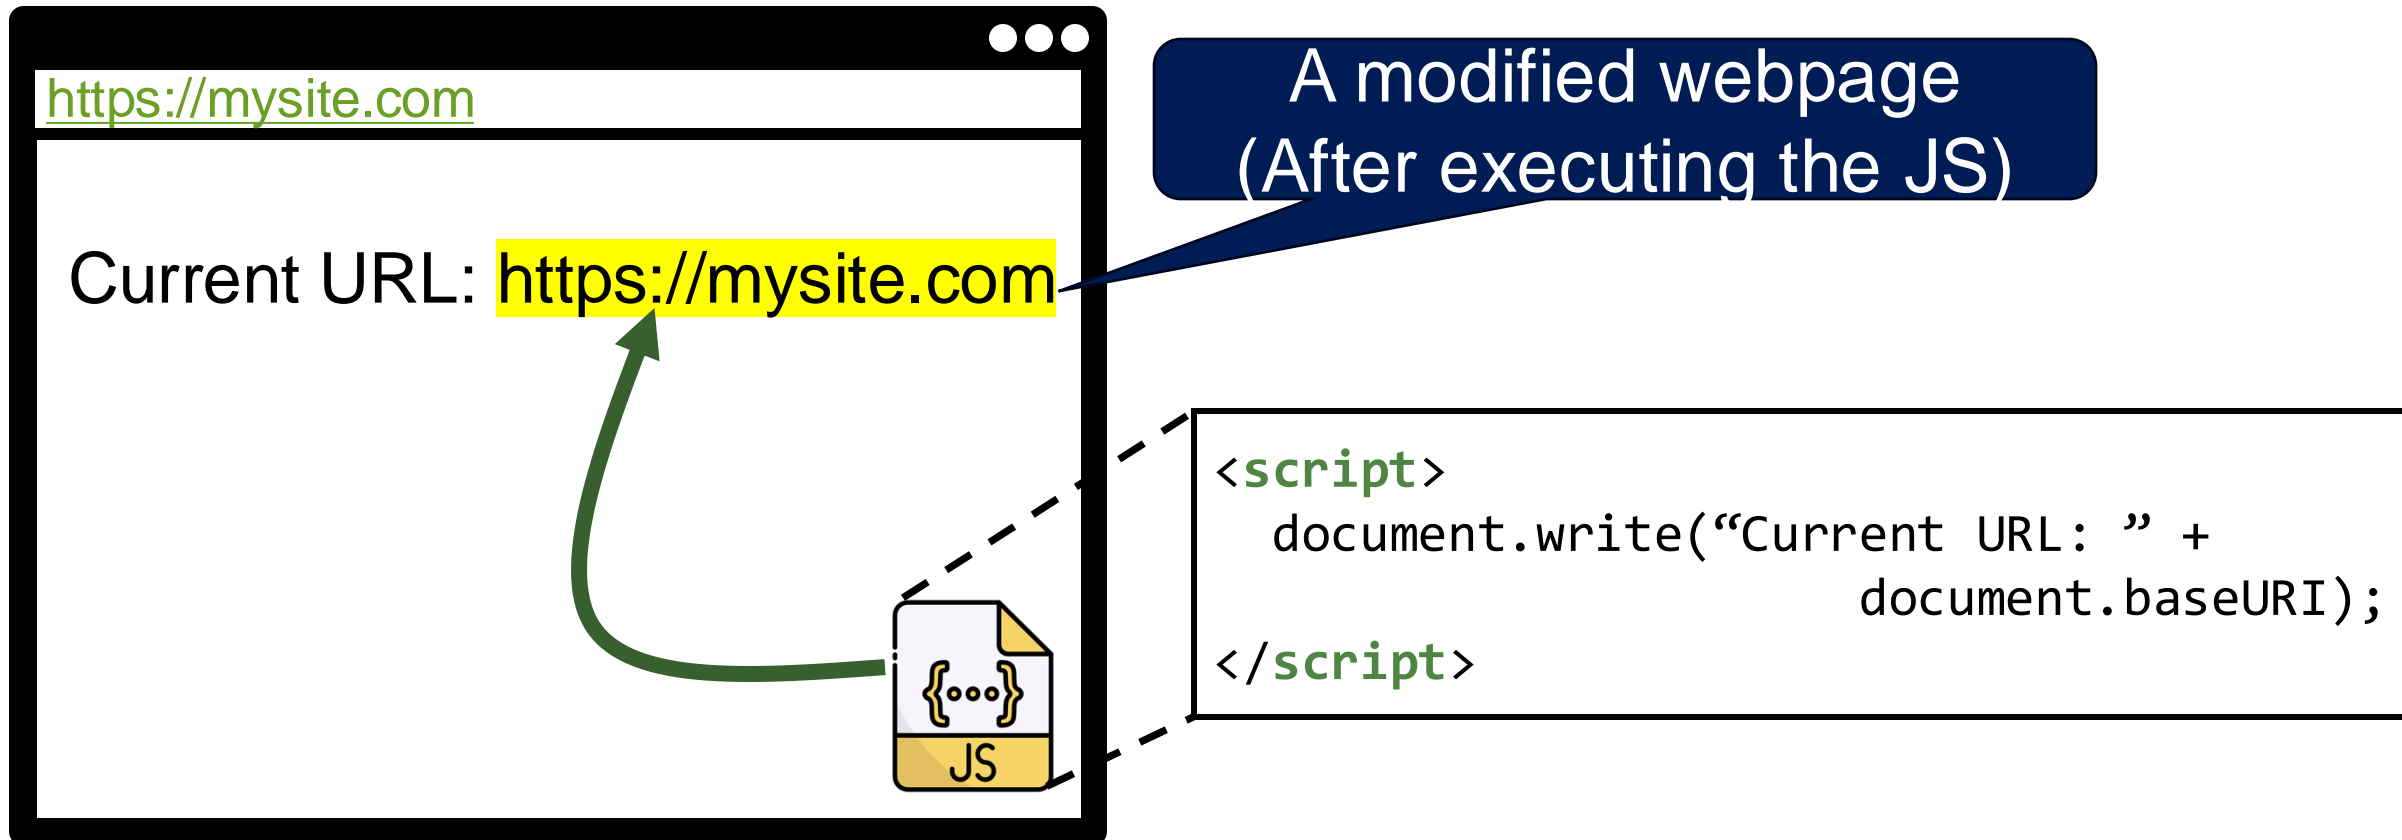 https://mysite.com
A modified webpage
(After executing the JS)
Current URL: https://mysite.com
<script>
document.write(“Current URL: ” +
document.baseURI);
</script>
{...}
JS